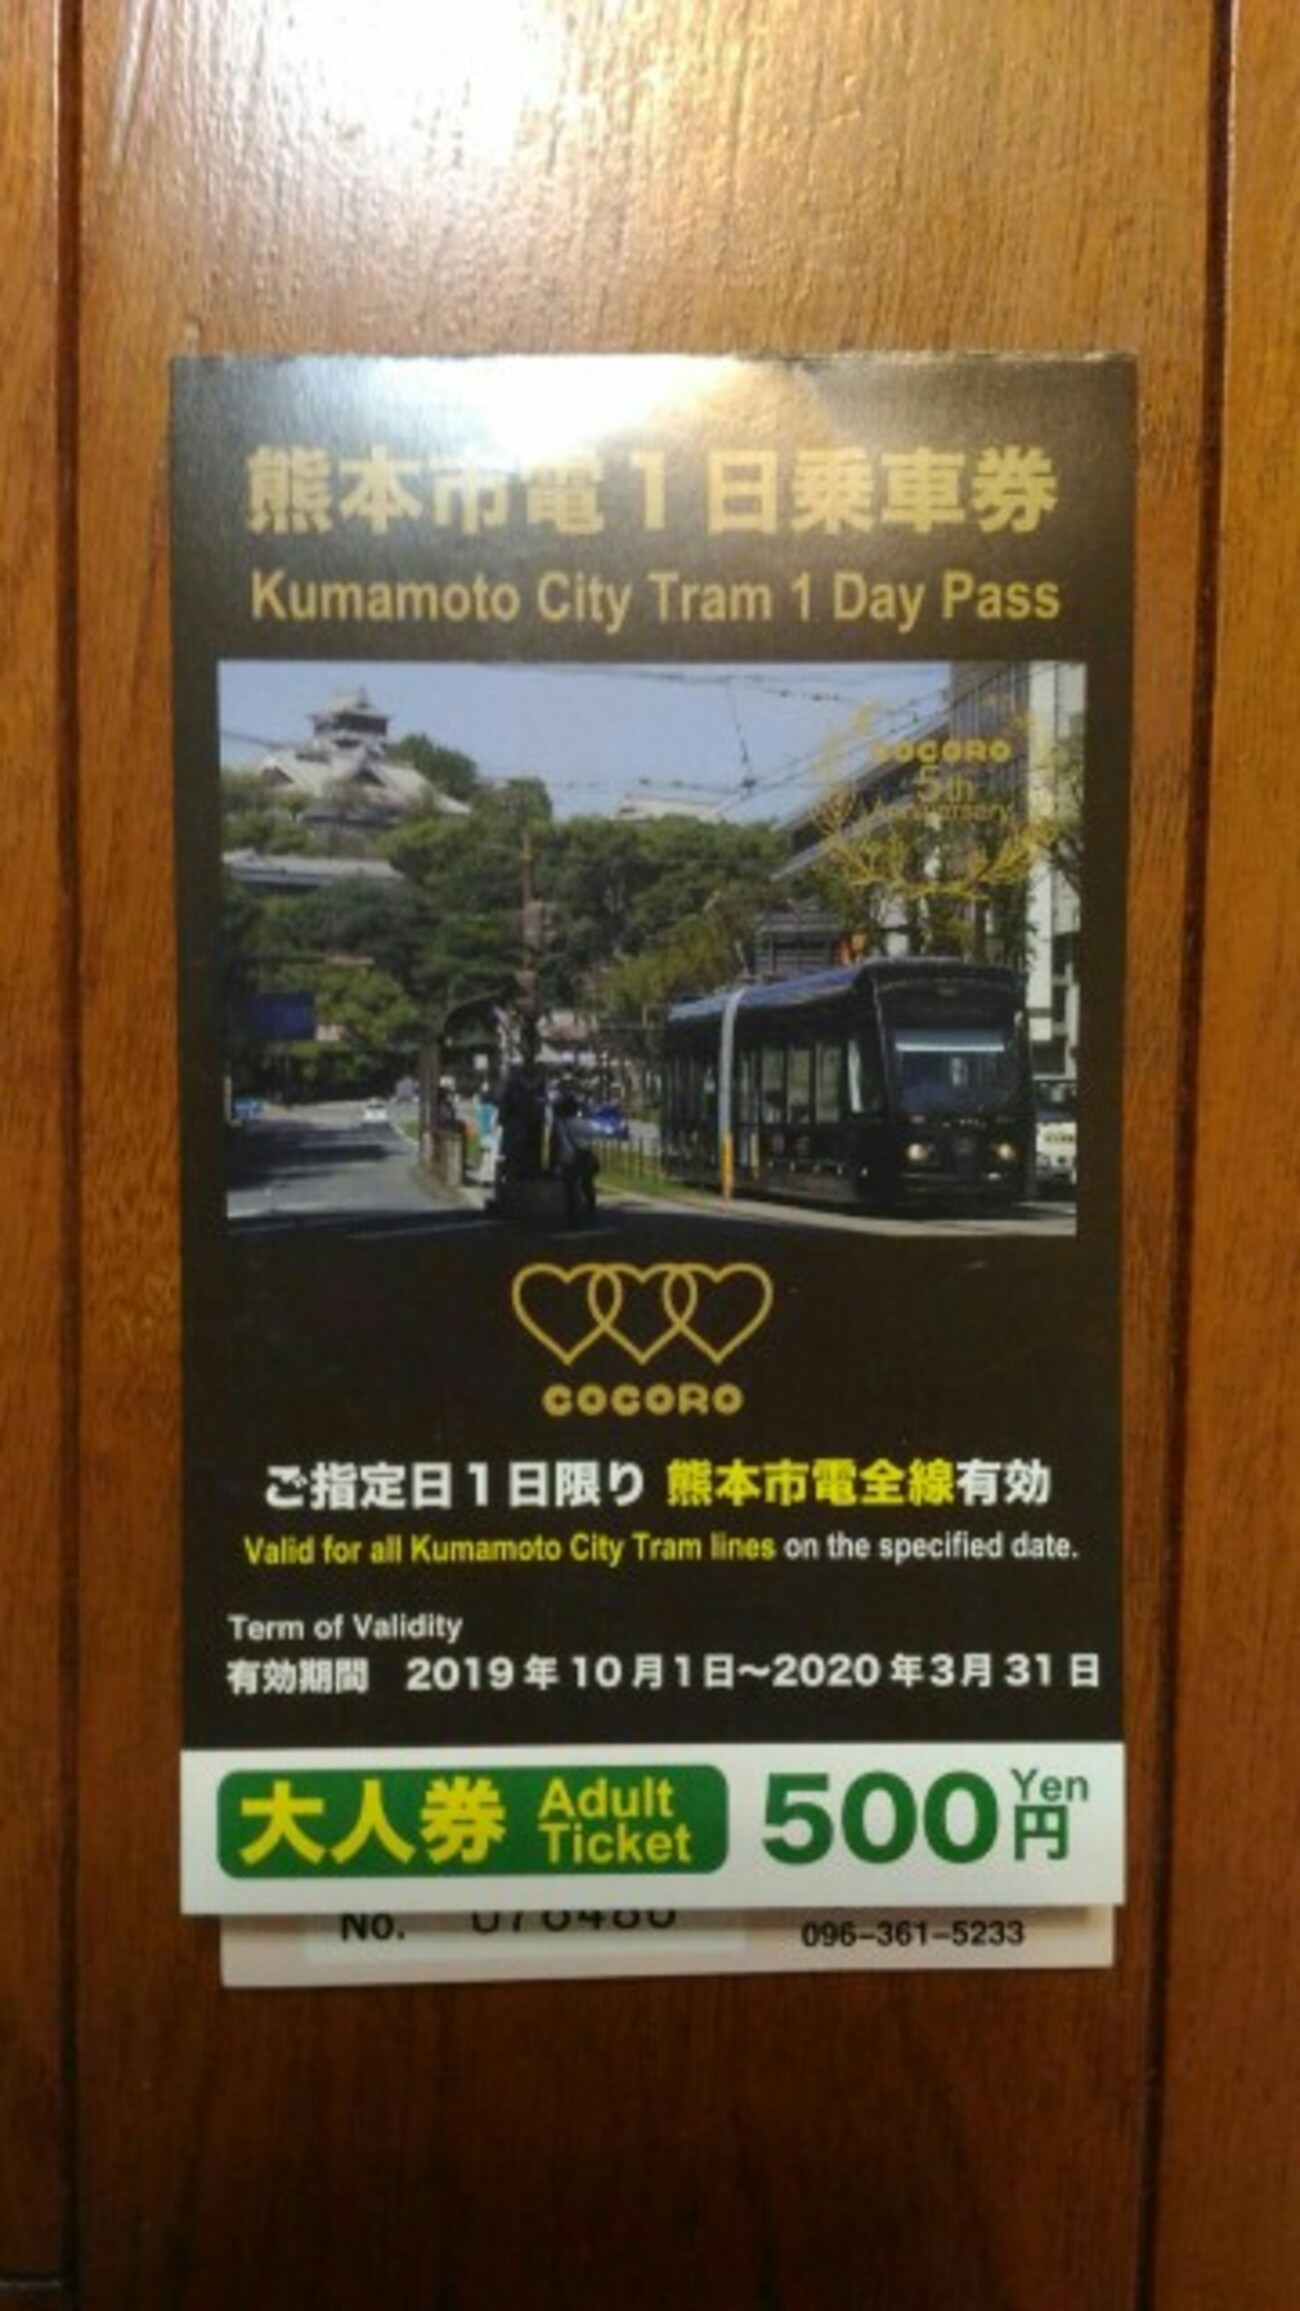 熊本市電1日乗車券
Kumamoto City Tram 1 Day Pass
COCORO
5th
Anniversary
COCORO
ご指定日1日限り 熊本市電全線有効
Valid for all Kumamoto City Tram lines on the specified date.
Term of Validity
有効期間 2019年10月1日～2020年3月31日
大人券 Adult Ticket 500 Yen 円
No. 096-361-5233